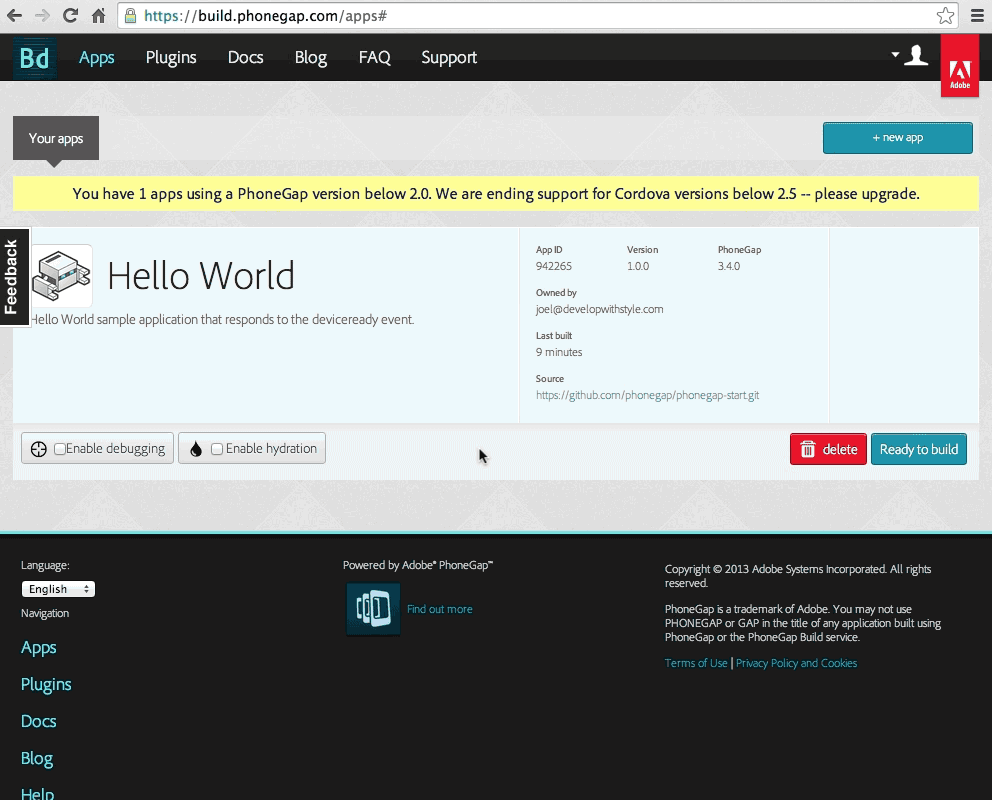 https://build.phonegap.com/apps#
Bd Apps Plugins Docs Blog FAQ Support
Adobe
Your apps
+ new app
You have 1 apps using a PhoneGap version below 2.0. We are ending support for Cordova versions below 2.5 -- please upgrade.
Feedback
Hello World
Hello World sample application that responds to the deviceready event.
App ID Version PhoneGap
942265 1.0.0 3.4.0
Owned by
joel@developwithstyle.com
Last built
9 minutes
Source
https://github.com/phonegap/phonegap-start.git
Enable debugging Enable hydration delete Ready to build
Language:
English
Navigation
Apps
Plugins
Docs
Blog
Help
Powered by Adobe® PhoneGap™
Find out more
Copyright © 2013 Adobe Systems Incorporated. All rights
reserved.
PhoneGap is a trademark of Adobe. You may not use
PHONEGAP or GAP in the title of any application built using
PhoneGap or the PhoneGap Build service.
Terms of Use | Privacy Policy and Cookies